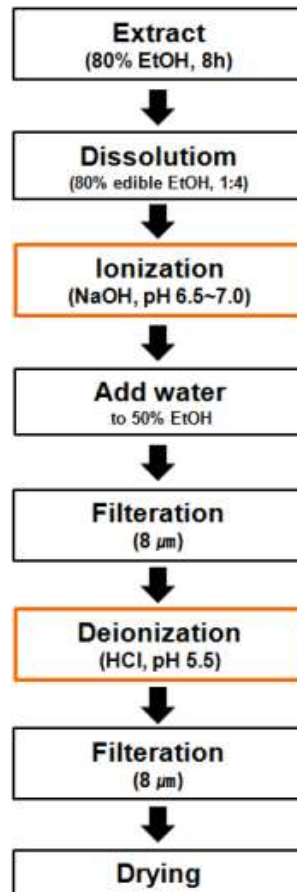 Extract
(80% EtOH, 8h)
Dissolutiom
(80% edible EtOH, 1:4)
Ionization
(NaOH, pH 6.5~7.0)
Add water
to 50% EtOH
Filteration
(8 ㎛)
Deionization
(HCl, pH 5.5)
Filteration
(8 ㎛)
Drying